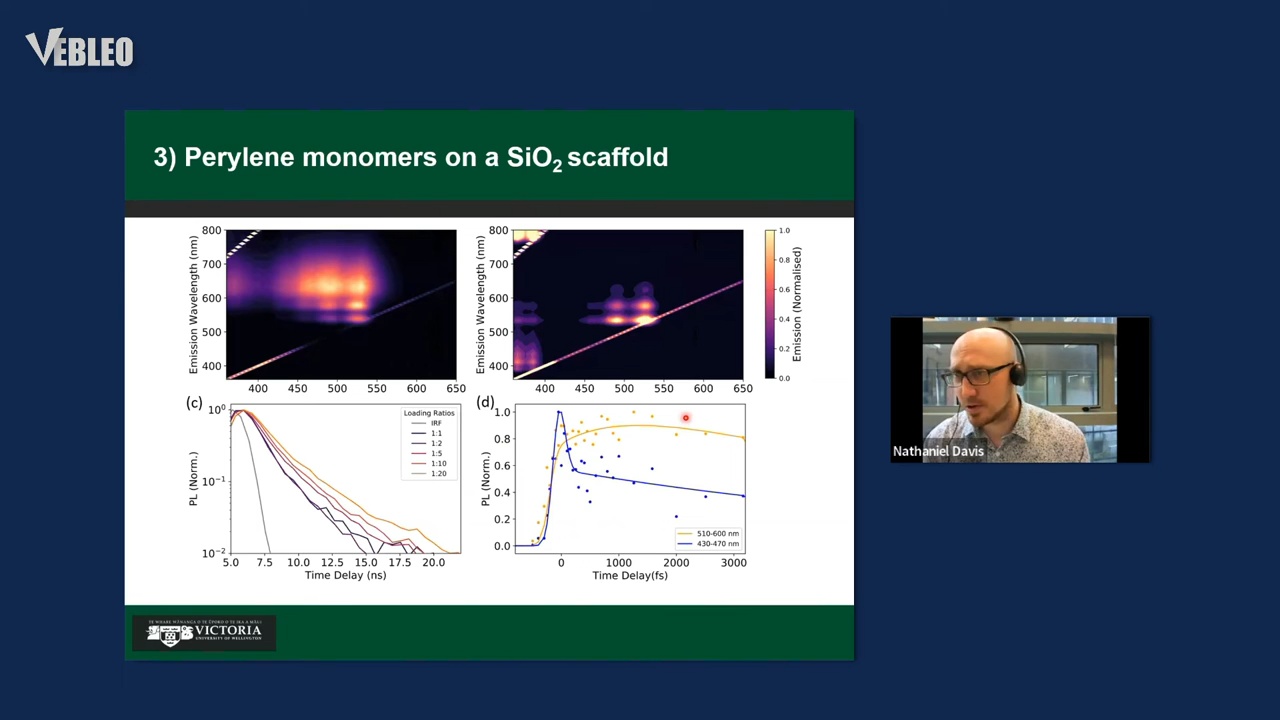 VEBLEO
3) Perylene monomers on a SiO2 scaffold
800
700
600
500
400
Emission Wavelength (nm)
400 450 500 550 600 650
800
700
600
500
400
Emission Wavelength (nm)
400 450 500 550 600 650
1.0
0.8
0.6
0.4
0.2
0.0
Emission (Normalised)
(c)
10⁰
10⁻¹
10⁻²
PL (Norm.)
Loading Ratios
IRF
1:1
1:2
1:5
1:10
1:20
5.0 7.5 10.0 12.5 15.0 17.5 20.0
Time Delay (ns)
(d)
1.0
0.8
0.6
0.4
0.2
0.0
PL (Norm.)
510-600 nm
430-470 nm
0 1000 2000 3000
Time Delay(fs)
Nathaniel Davis
VICTORIA
UNIVERSITY OF WELLINGTON